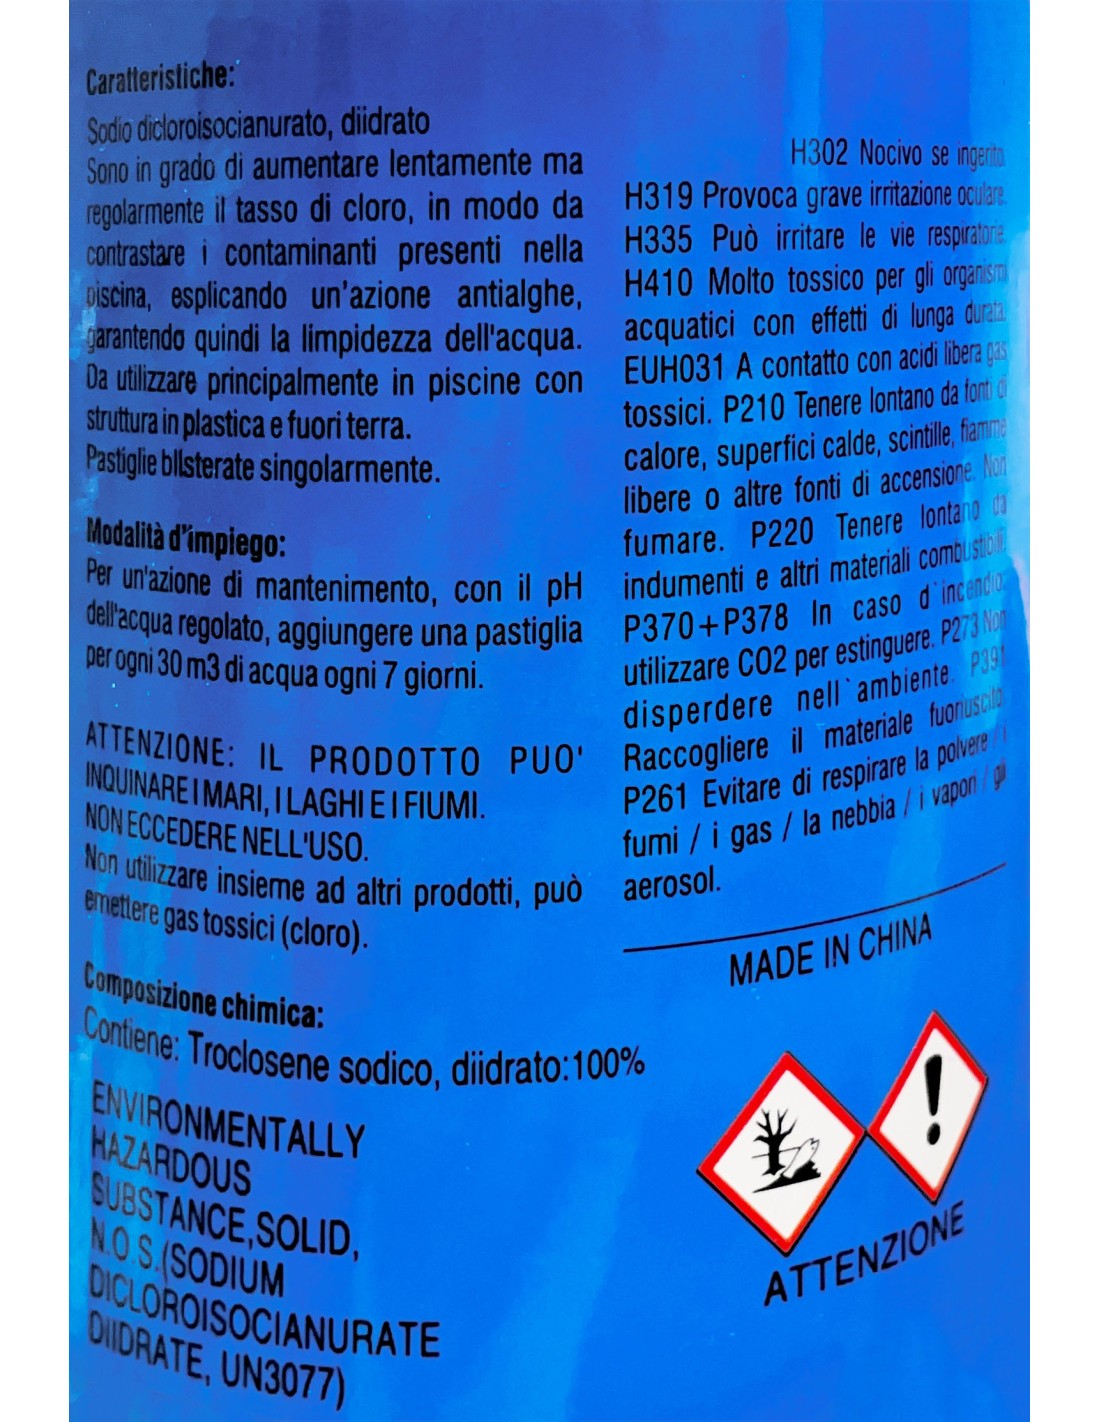 Caratteristiche:
Sodio dicloroisocianurato, diidrato
Sono in grado di aumentare lentamente ma
regolarmente il tasso di cloro, in modo da
contrastare i contaminanti presenti nella
piscina, esplicando un'azione antialghe,
garantendo quindi la limpidezza dell'acqua.
Da utilizzare principalmente in piscine con
struttura in plastica e fuori terra.
Pastiglie blIsterate singolarmente.
Modalità d'impiego:
Per un'azione di mantenimento, con il pH
dell'acqua regolato, aggiungere una pastiglia
per ogni 30 m3 di acqua ogni 7 giorni.
ATTENZIONE: IL PRODOTTO PUO'
INQUINARE I MARI, I LAGHI E I FIUMI.
NON ECCEDERE NELL'USO.
Non utilizzare insieme ad altri prodotti, può
emettere gas tossici (cloro).
Composizione chimica:
Contiene: Troclosene sodico, diidrato:100%
ENVIRONMENTALLY
HAZARDOUS
SUBSTANCE,SOLID,
N.O.S.(SODIUM
DICLOROISOCIANURATE
DIIDRATE, UN3077)
H302 Nocivo se ingerito.
H319 Provoca grave irritazione oculare.
H335 Può irritare le vie respiratorie.
H410 Molto tossico per gli organismi
acquatici con effetti di lunga durata.
EUH031 A contatto con acidi libera gas
tossici. P210 Tenere lontano da fonti di
calore, superfici calde, scintille, fiamme
libere o altre fonti di accensione. Non
fumare. P220 Tenere lontano da
indumenti e altri materiali combustibili.
P370+P378 In caso d`incendio:
utilizzare CO2 per estinguere. P273 Non
disperdere nell`ambiente. P391
Raccogliere il materiale fuoriuscito.
P261 Evitare di respirare la polvere / i
fumi / i gas / la nebbia / i vapori / gli
aerosol.
MADE IN CHINA
ATTENZIONE